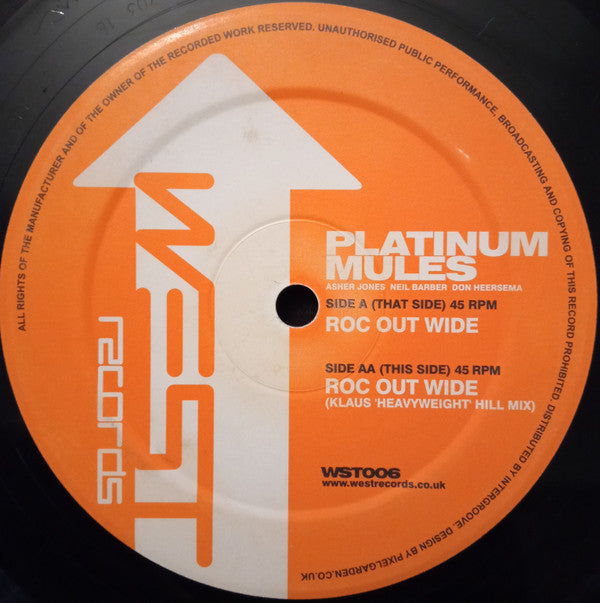 ALL RIGHTS OF THE MANUFACTURER AND OF THE OWNER OF THE RECORDED WORK RESERVED. UNAUTHORISED PUBLIC PERFORMANCE, BROADCASTING AND COPYING OF THIS RECORD PROHIBITED. DISTRIBUTED BY INTERGROOVE. DESIGN BY PIXELGARDEN.CO.UK
WEST
records
PLATINUM
MULES
ASHER JONES NEIL BARBER DON HEERSEMA
SIDE A (THAT SIDE) 45 RPM
ROC OUT WIDE
SIDE AA (THIS SIDE) 45 RPM
ROC OUT WIDE
(KLAUS 'HEAVYWEIGHT' HILL MIX)
WST006
www.westrecords.co.uk